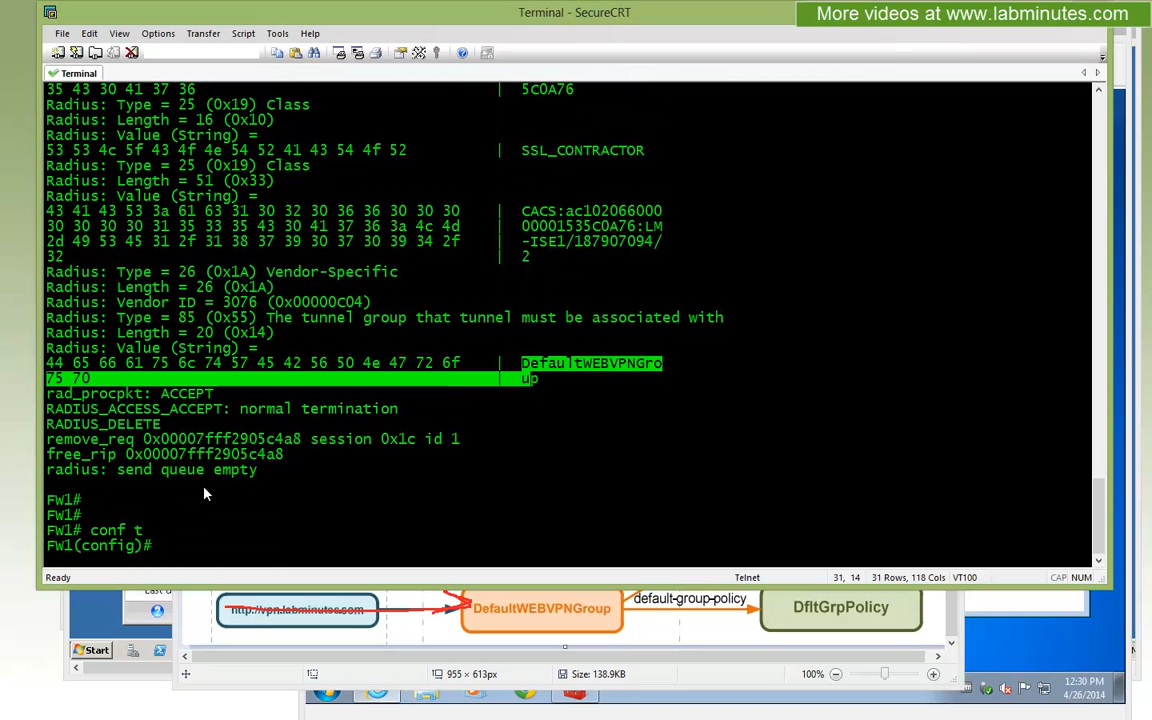 Terminal - SecureCRT
More videos at www.labminutes.com
File Edit View Options Transfer Script Tools Help
Terminal
35 43 30 41 37 36 | 5C0A76
Radius: Type = 25 (0x19) Class
Radius: Length = 16 (0x10)
Radius: Value (String) =
53 53 4c 5f 43 4f 4e 54 52 41 43 54 4f 52 | SSL_CONTRACTOR
Radius: Type = 25 (0x19) Class
Radius: Length = 51 (0x33)
Radius: Value (String) =
43 41 43 53 3a 61 63 31 30 32 30 36 36 30 30 30 | CACS:ac102066000
30 30 30 30 31 35 33 35 43 30 41 37 36 3a 4c 4d | 00001535C0A76:LM
2d 49 53 45 31 2f 31 38 37 39 30 37 30 39 34 2f | -ISE1/187907094/
32 | 2
Radius: Type = 26 (0x1A) Vendor-Specific
Radius: Length = 26 (0x1A)
Radius: Vendor ID = 3076 (0x00000c04)
Radius: Type = 85 (0x55) The tunnel group that tunnel must be associated with
Radius: Length = 20 (0x14)
Radius: Value (String) =
44 65 66 61 75 6c 74 57 45 42 56 50 4e 47 72 6f | DefaultWEBVPNGro
75 70 | up
rad_procpkt: ACCEPT
RADIUS_ACCESS_ACCEPT: normal termination
RADIUS_DELETE
remove_req 0x00007fff2905c4a8 session 0x1c id 1
free_rip 0x00007fff2905c4a8
radius: send queue empty
FW1#
FW1#
FW1# conf t
FW1(config)#
Ready Telnet 31, 14 31 Rows, 118 Cols VT100 CAP NUM
http://vpn.labminutes.com DefaultWEBVPNGroup default-group-policy DfltGrpPolicy
Start
955 × 613px Size: 138.9KB 100%
12:30 PM
4/26/2014